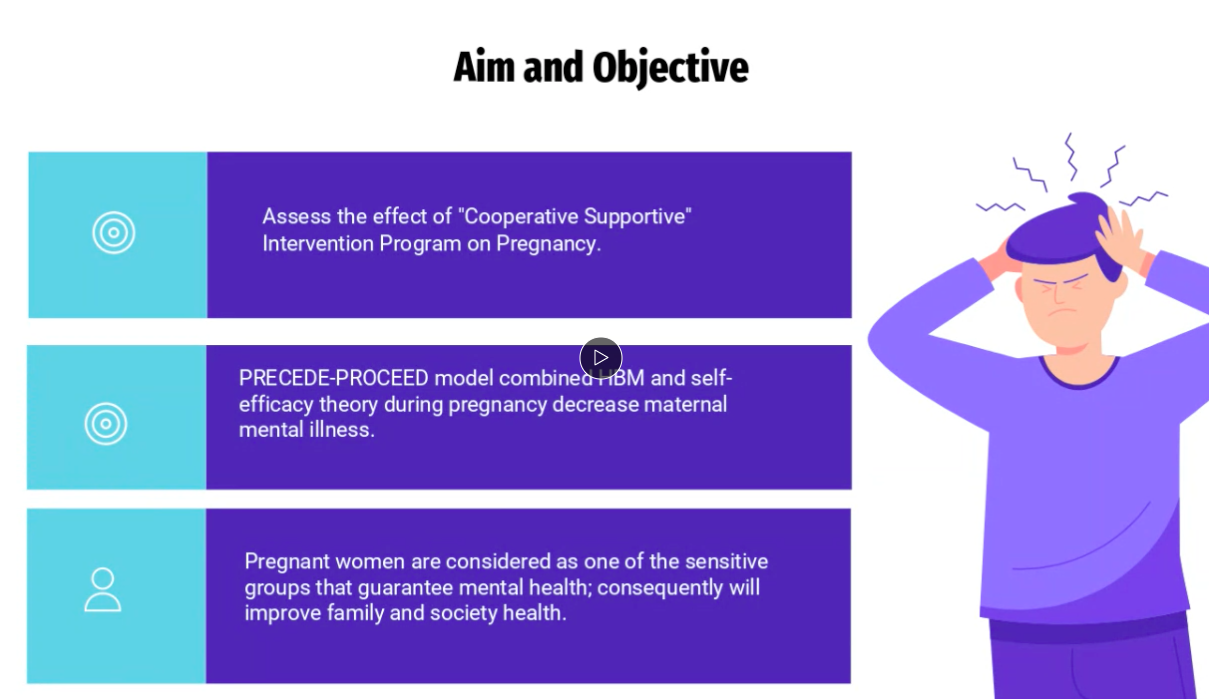 Aim and Objective
Assess the effect of "Cooperative Supportive"
Intervention Program on Pregnancy.
PRECEDE-PROCEED model combined HBM and self-
efficacy theory during pregnancy decrease maternal
mental illness.
Pregnant women are considered as one of the sensitive
groups that guarantee mental health; consequently will
improve family and society health.